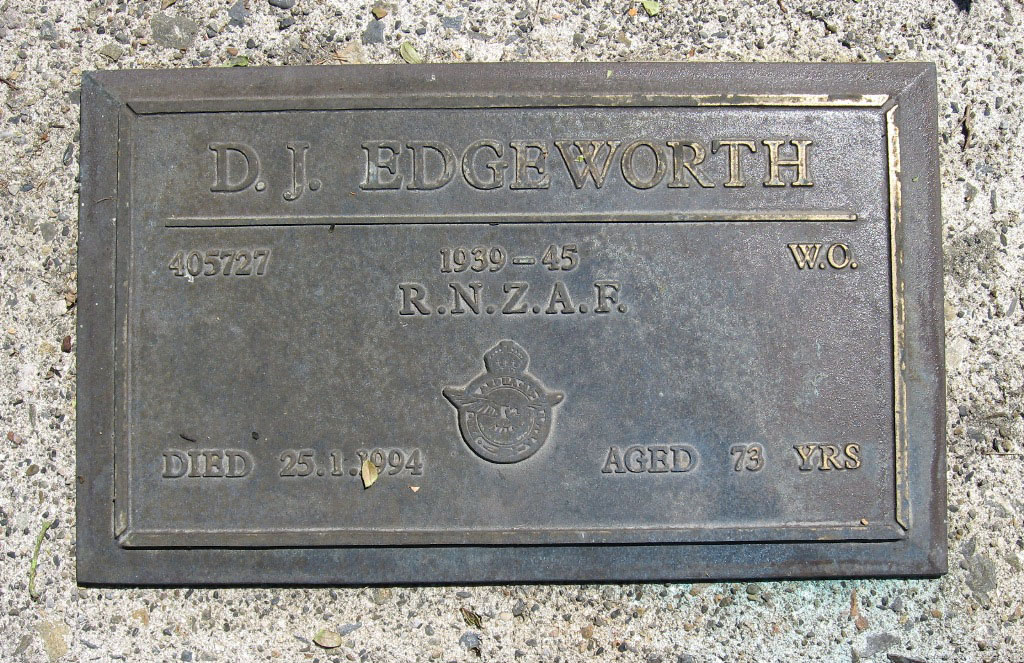 D. J. EDGEWORTH
405727 1939-45 W.O.
R.N.Z.A.F.
DIED 25.1.1994 AGED 73 YRS